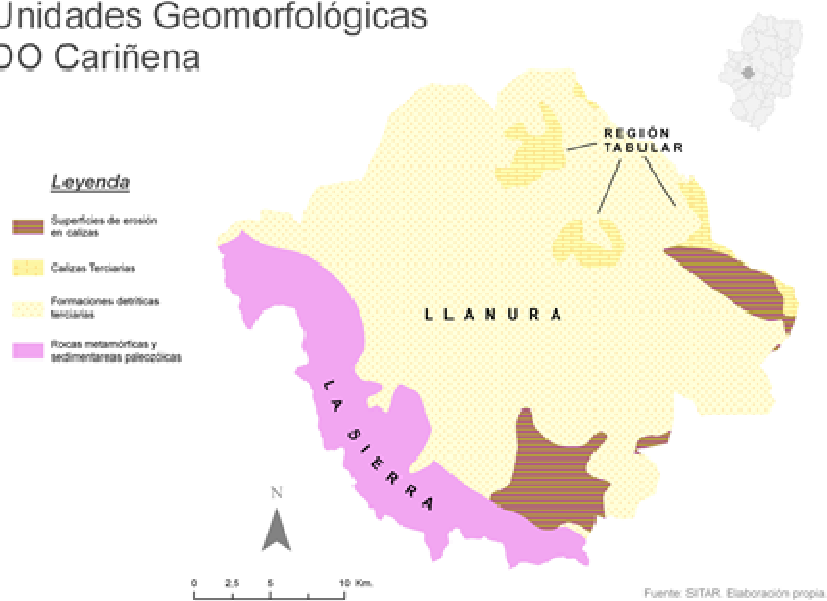 Unidades Geomorfológicas
DO Cariñena
REGIÓN
TABULAR
Leyenda
Superficies de erosión
en calizas
Calizas Terciarias
Formaciones detríticas
terciarias
Rocas metamórficas y
sedimentareas paleozóicas
LLANURA
LA SIERRA
N
0 2,5 5 10 Km.
Fuente: SITAR. Elaboración propia.